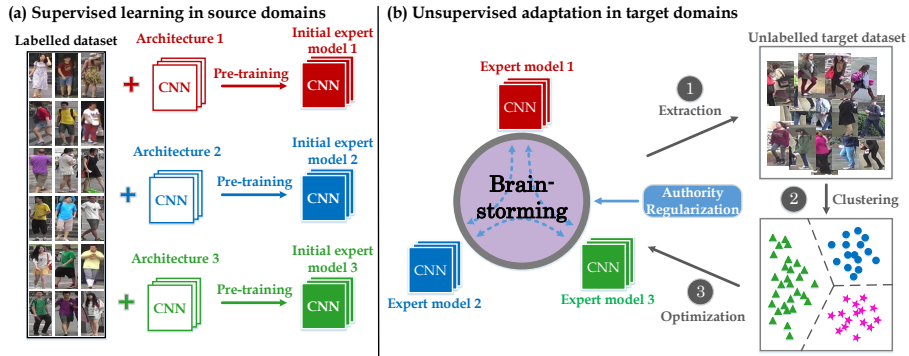 (a) Supervised learning in source domains
Labelled dataset
Architecture 1
CNN
Pre-training
Initial expert
model 1
CNN
Architecture 2
CNN
Pre-training
Initial expert
model 2
CNN
Architecture 3
CNN
Pre-training
Initial expert
model 3
CNN
(b) Unsupervised adaptation in target domains
Expert model 1
CNN
Brain-
storming
CNN
Expert model 2
CNN
Expert model 3
Authority
Regularization
1
Extraction
Unlabelled target dataset
2
Clustering
3
Optimization